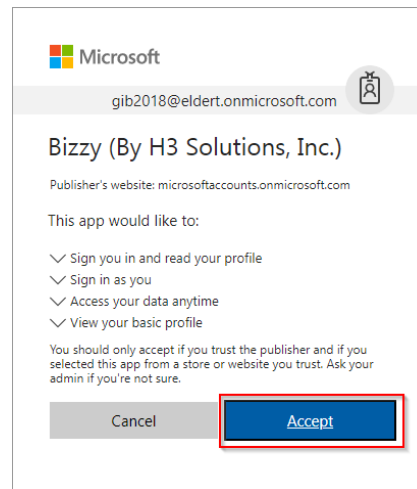 Microsoft
gib2018@eldert.onmicrosoft.com
Bizzy (By H3 Solutions, Inc.)
Publisher's website: microsoftaccounts.onmicrosoft.com
This app would like to:
Sign you in and read your profile
Sign in as you
Access your data anytime
View your basic profile
You should only accept if you trust the publisher and if you
selected this app from a store or website you trust. Ask your
admin if you're not sure.
Cancel
Accept